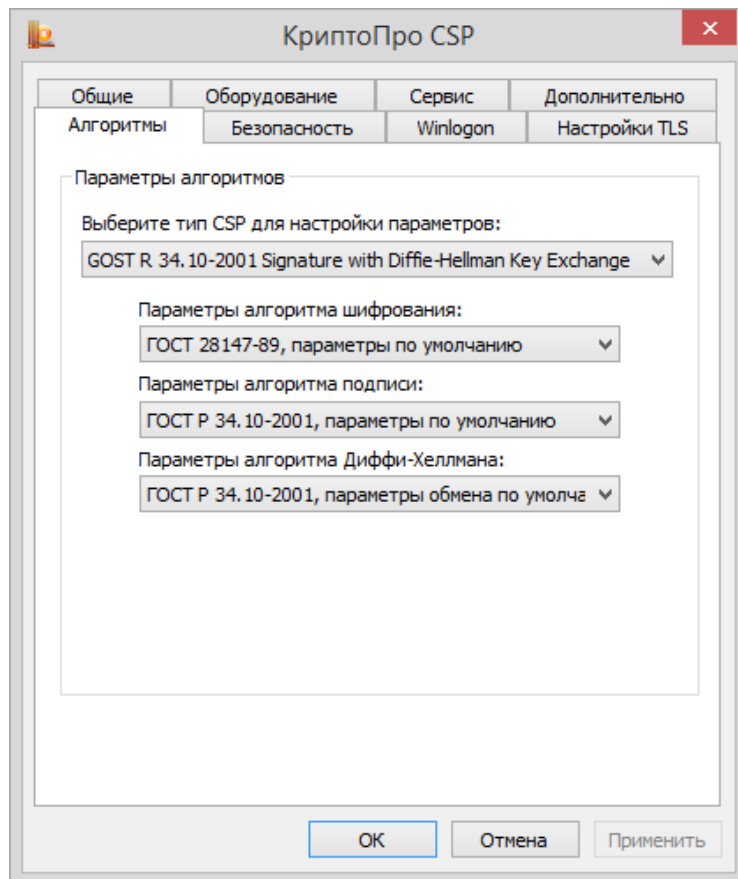 КриптоПро CSP
Общие Оборудование Сервис Дополнительно
Алгоритмы Безопасность Winlogon Настройки TLS
Параметры алгоритмов
Выберите тип CSP для настройки параметров:
GOST R 34.10-2001 Signature with Diffie-Hellman Key Exchange
Параметры алгоритма шифрования:
ГОСТ 28147-89, параметры по умолчанию
Параметры алгоритма подписи:
ГОСТ Р 34.10-2001, параметры по умолчанию
Параметры алгоритма Диффи-Хеллмана:
ГОСТ Р 34.10-2001, параметры обмена по умолча
ОК Отмена Применить